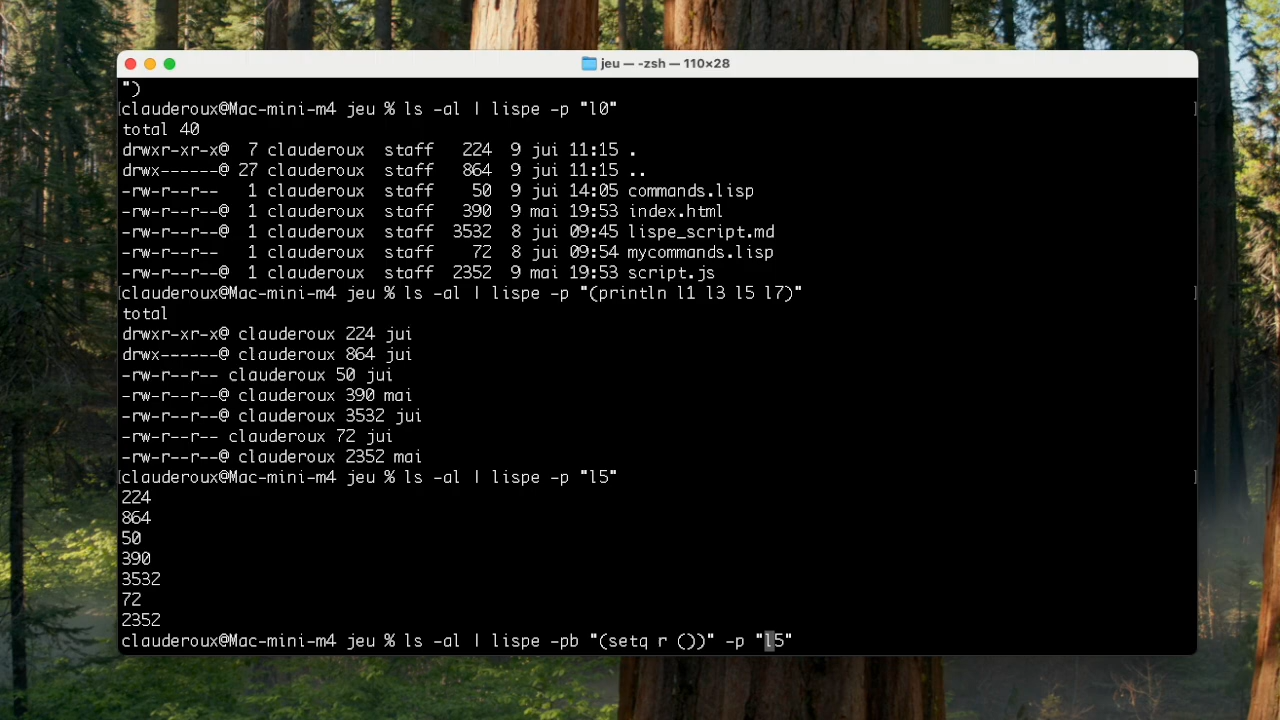 jeu — -zsh — 110×28
")
clauderoux@Mac-mini-m4 jeu % ls -al | lispe -p "l0"
total 40
drwxr-xr-x@  7 clauderoux  staff   224  9 jui 11:15 .
drwx------@ 27 clauderoux  staff   864  9 jui 11:15 ..
-rw-r--r--   1 clauderoux  staff    50  9 jui 14:05 commands.lisp
-rw-r--r--@  1 clauderoux  staff   390  9 mai 19:53 index.html
-rw-r--r--@  1 clauderoux  staff  3532  8 jui 09:45 lispe_script.md
-rw-r--r--   1 clauderoux  staff    72  8 jui 09:54 mycommands.lisp
-rw-r--r--@  1 clauderoux  staff  2352  9 mai 19:53 script.js
clauderoux@Mac-mini-m4 jeu % ls -al | lispe -p "(println l1 l3 l5 l7)"
total
drwxr-xr-x@ clauderoux 224 jui
drwx------@ clauderoux 864 jui
-rw-r--r-- clauderoux 50 jui
-rw-r--r--@ clauderoux 390 mai
-rw-r--r--@ clauderoux 3532 jui
-rw-r--r-- clauderoux 72 jui
-rw-r--r--@ clauderoux 2352 mai
clauderoux@Mac-mini-m4 jeu % ls -al | lispe -p "l5"
224
864
50
390
3532
72
2352
clauderoux@Mac-mini-m4 jeu % ls -al | lispe -pb "(setq r ())" -p "l5"